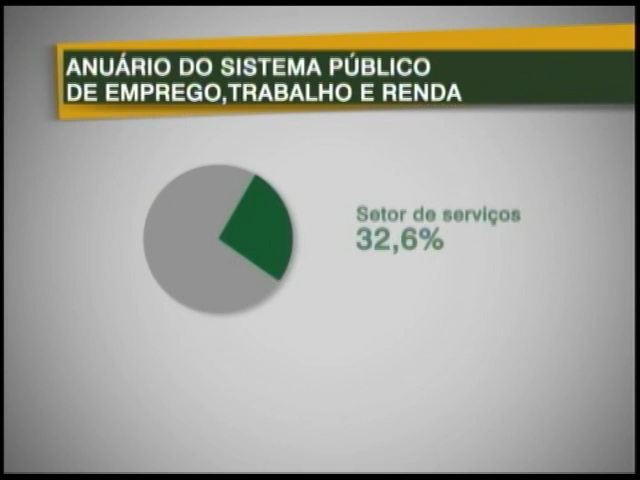 ANUÁRIO DO SISTEMA PÚBLICO
DE EMPREGO,TRABALHO E RENDA
Setor de serviços
32,6%